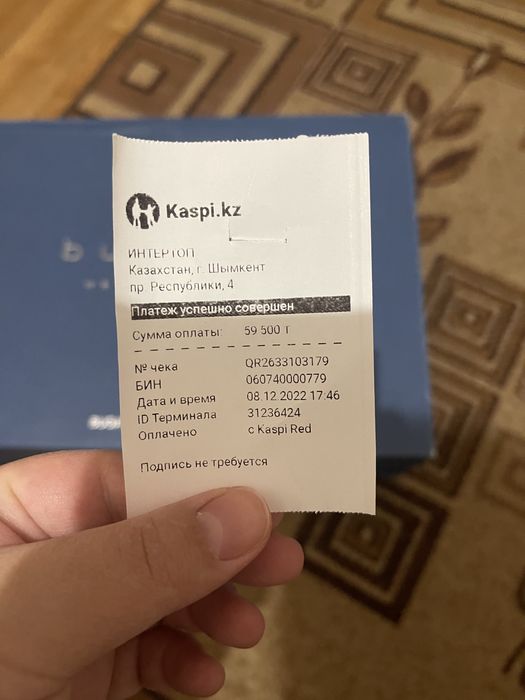 Kaspi.kz
ИНТЕРТОП
Казахстан, г. Шымкент
пр. Республики, 4
Платеж успешно совершен
Сумма оплаты: 59 500 Т
№ чека QR2633103179
БИН 060740000779
Дата и время 08.12.2022 17:46
ID Терминала 31236424
Оплачено с Kaspi Red
Подпись не требуется